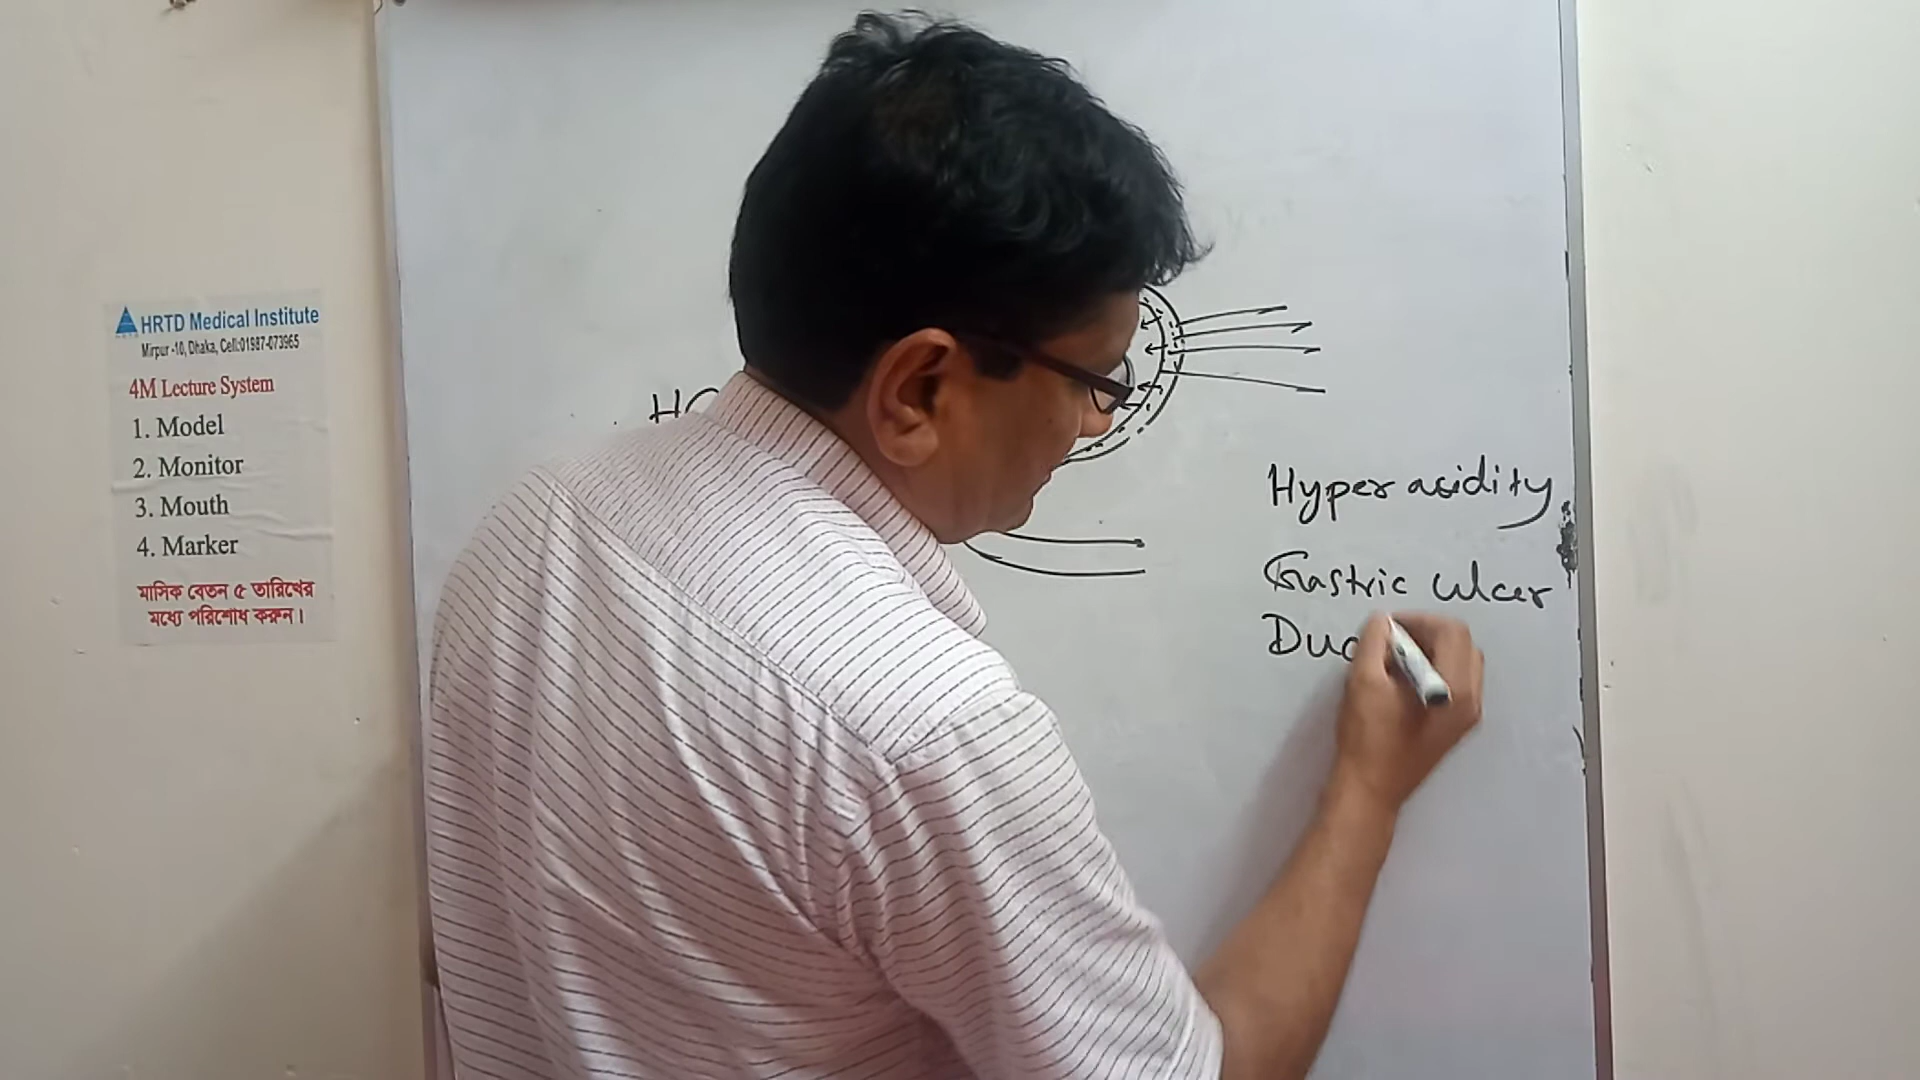 HRTD Medical Institute
Mirpur -10, Dhaka, Cell:01987-073965
4M Lecture System
1. Model
2. Monitor
3. Mouth
4. Marker
মাসিক বেতন ৫ তারিখের
মধ্যে পরিশোধ করুন।
Hyper acidity
Gastric ulcer